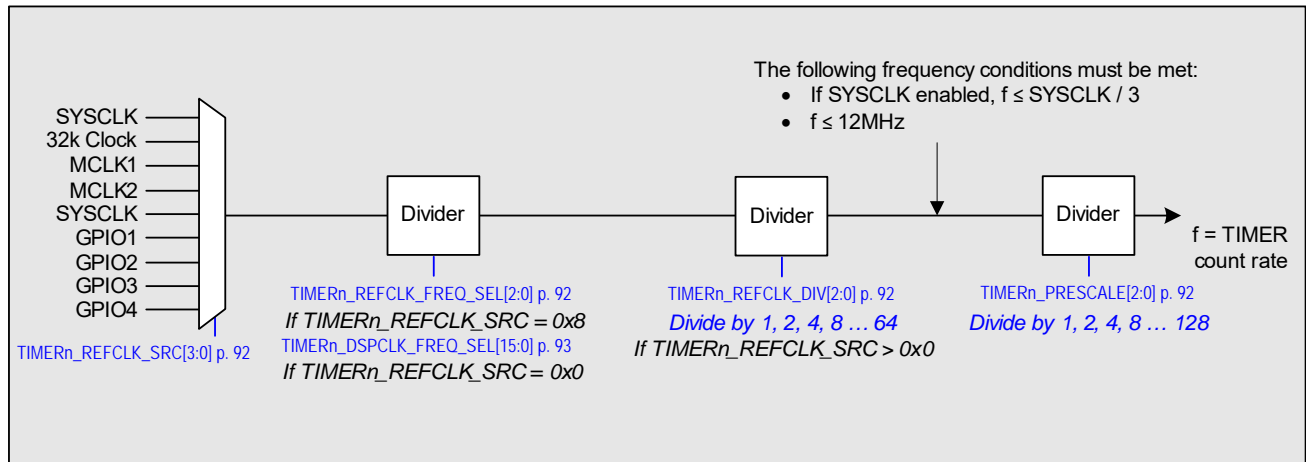 The following frequency conditions must be met:
• If SYSCLK enabled, f ≤ SYSCLK / 3
• f ≤ 12MHz
SYSCLK
32k Clock
MCLK1
MCLK2
SYSCLK
GPIO1
GPIO2
GPIO3
GPIO4
TIMERn_REFCLK_SRC[3:0] p. 92
Divider
TIMERn_REFCLK_FREQ_SEL[2:0] p. 92
If TIMERn_REFCLK_SRC = 0x8
TIMERn_DSPCLK_FREQ_SEL[15:0] p. 93
If TIMERn_REFCLK_SRC = 0x0
Divider
TIMERn_REFCLK_DIV[2:0] p. 92
Divide by 1, 2, 4, 8 … 64
If TIMERn_REFCLK_SRC > 0x0
Divider
TIMERn_PRESCALE[2:0] p. 92
Divide by 1, 2, 4, 8 … 128
f = TIMER
count rate